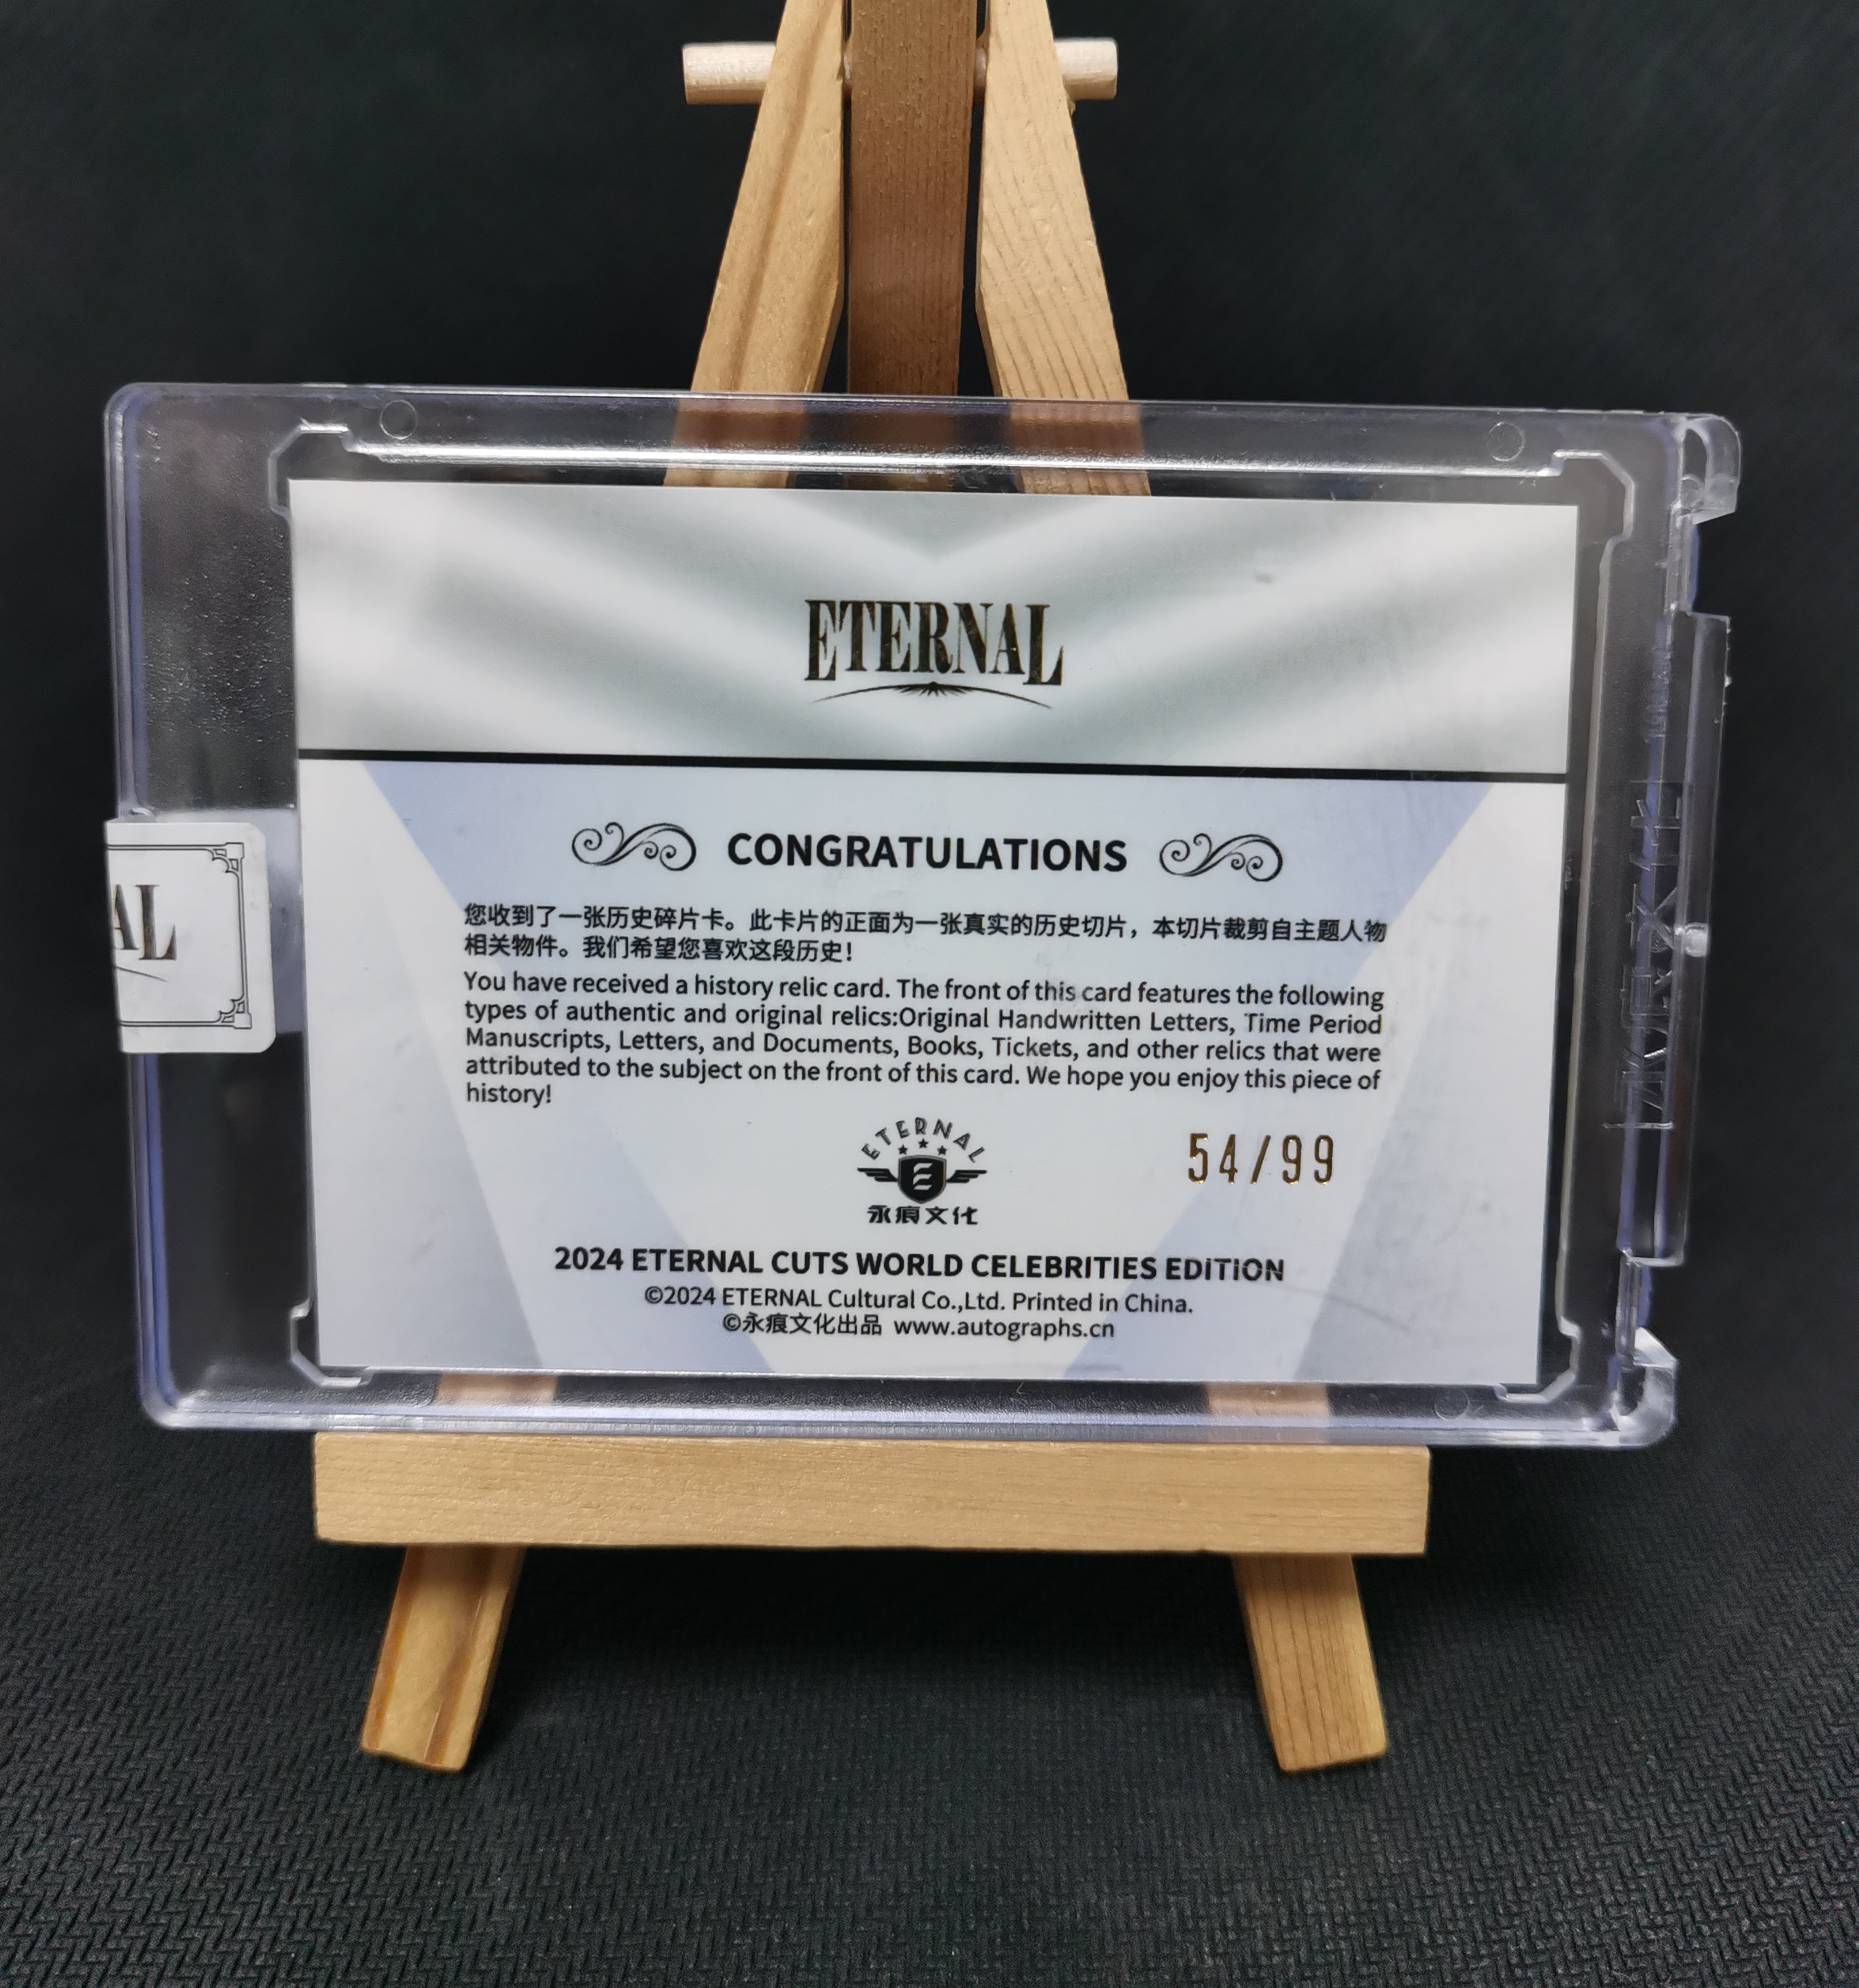 ETERNAL
CONGRATULATIONS
您收到了一张历史碎片卡。此卡片的正面为一张真实的历史切片，本切片裁剪自主题人物
相关物件。我们希望您喜欢这段历史！
You have received a history relic card. The front of this card features the following
types of authentic and original relics:Original Handwritten Letters, Time Period
Manuscripts, Letters, and Documents, Books, Tickets, and other relics that were
attributed to the subject on the front of this card. We hope you enjoy this piece of
history!
ETERNAL
E
永痕文化
54/99
2024 ETERNAL CUTS WORLD CELEBRITIES EDITION
©2024 ETERNAL Cultural Co.,Ltd. Printed in China.
©永痕文化出品 www.autographs.cn
AL